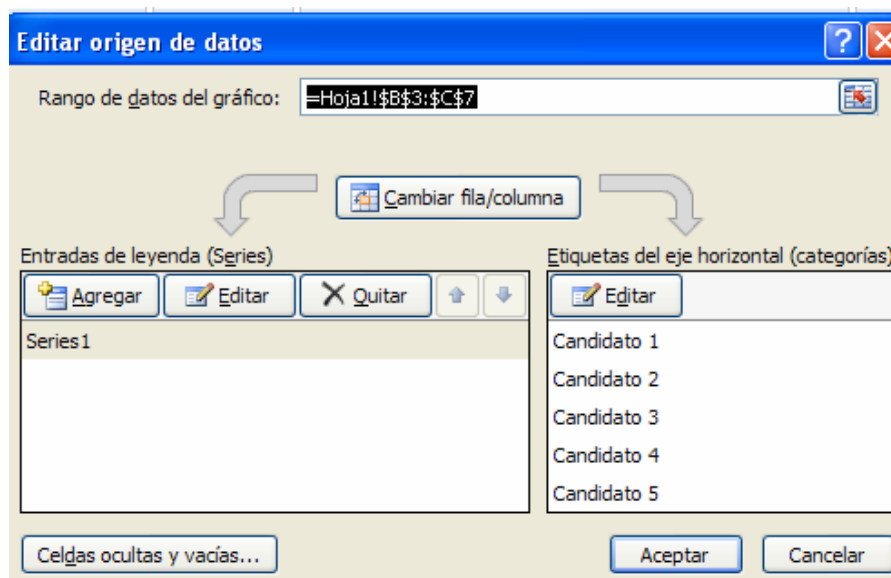 Editar origen de datos
?
Rango de datos del gráfico: =Hoja1!$B$3:$C$7
Cambiar fila/columna
Entradas de leyenda (Series)
Agregar Editar Quitar
Series1
Etiquetas del eje horizontal (categorías)
Editar
Candidato 1
Candidato 2
Candidato 3
Candidato 4
Candidato 5
Celdas ocultas y vacías...
Aceptar Cancelar